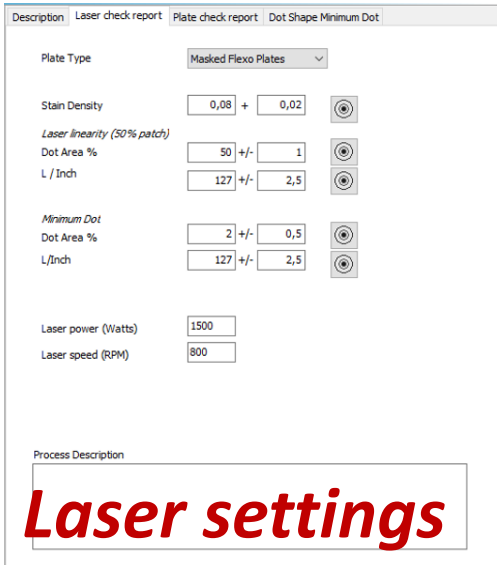 Description Laser check report Plate check report Dot Shape Minimum Dot
Plate Type Masked Flexo Plates
Stain Density 0,08 + 0,02
Laser linearity (50% patch)
Dot Area % 50 +/- 1
L / Inch 127 +/- 2,5
Minimum Dot
Dot Area % 2 +/- 0,5
L/Inch 127 +/- 2,5
Laser power (Watts) 1500
Laser speed (RPM) 800
Process Description
Laser settings